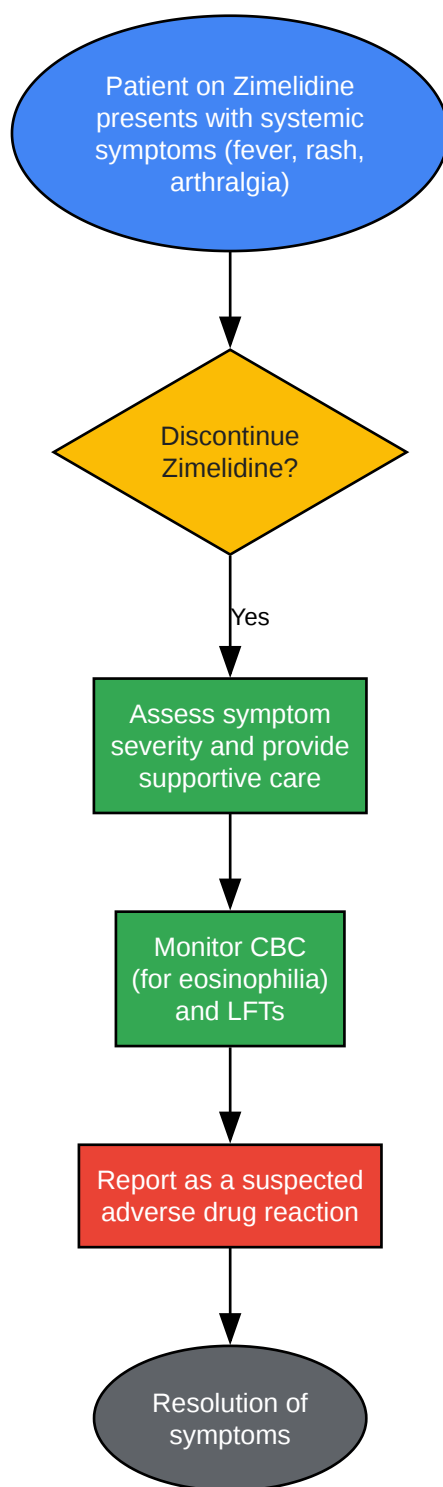 Patient on Zimelidine
presents with systemic
symptoms (fever, rash,
arthralgia)
Discontinue
Zimelidine?
Yes
Assess symptom
severity and provide
supportive care
Monitor CBC
(for eosinophilia)
and LFTs
Report as a suspected
adverse drug reaction
Resolution of
symptoms